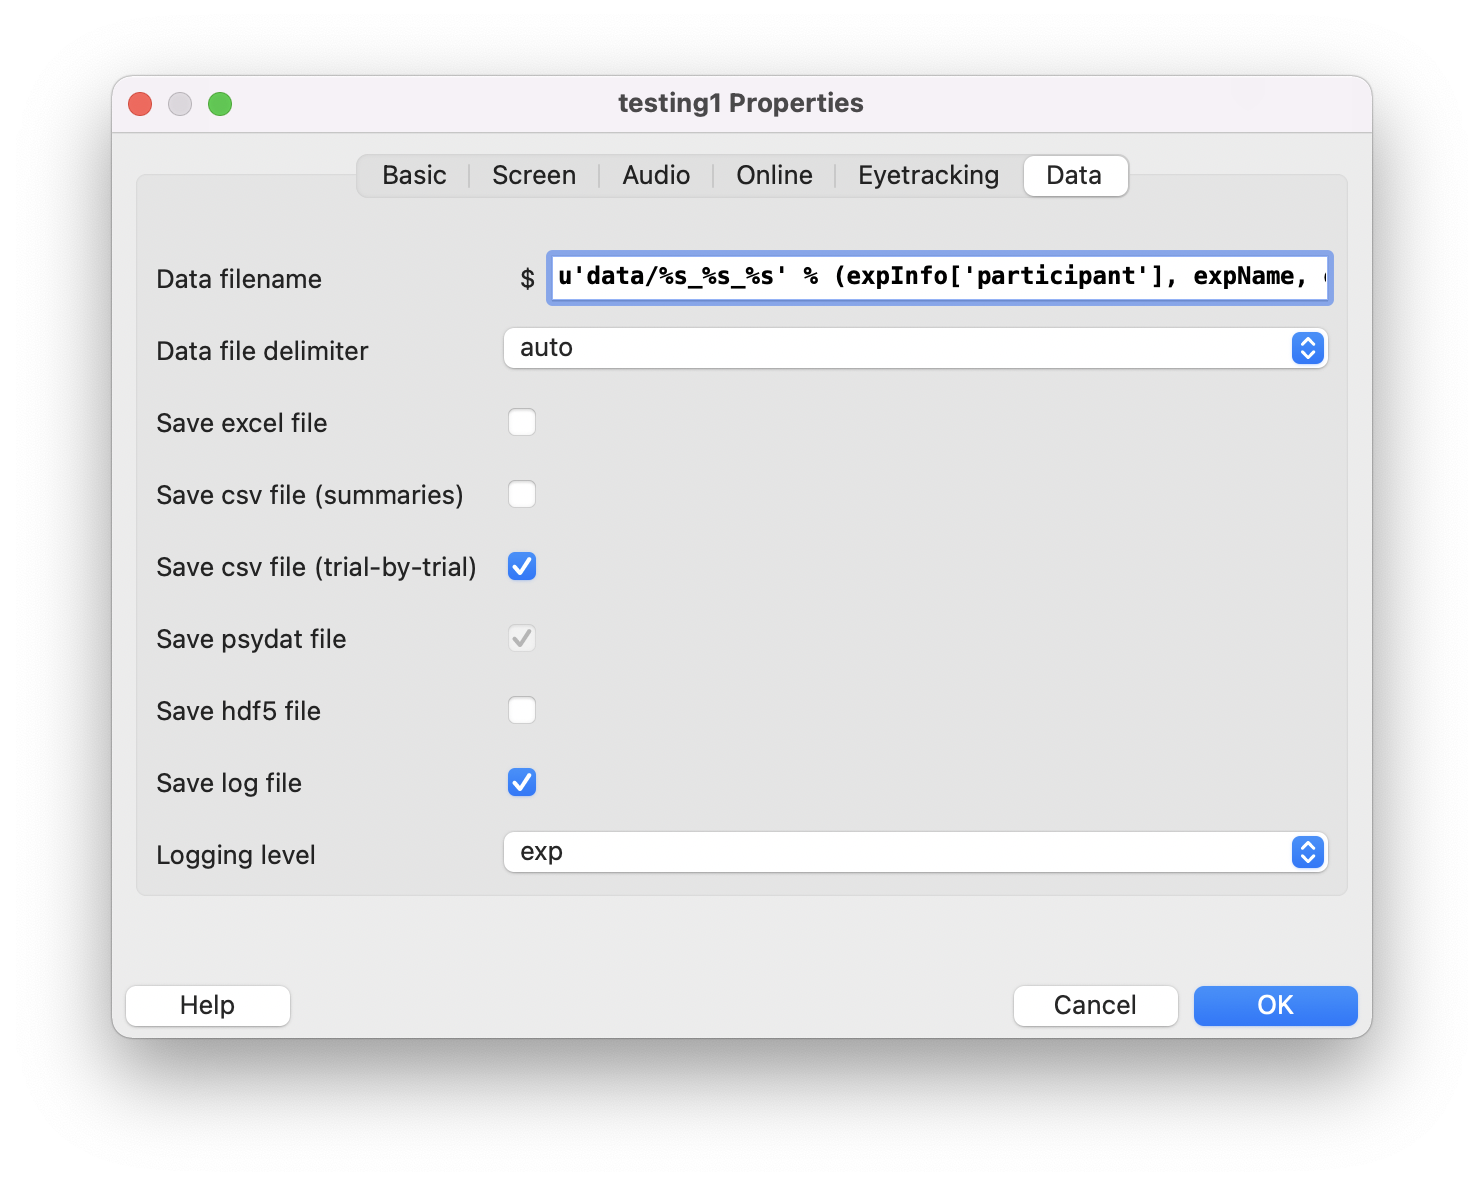 testing1 Properties
Basic Screen Audio Online Eyetracking Data
Data filename $ u'data/%s_%s_%s' % (expInfo['participant'], expName,
Data file delimiter auto
Save excel file
Save csv file (summaries)
Save csv file (trial-by-trial)
Save psydat file
Save hdf5 file
Save log file
Logging level exp
Help Cancel OK